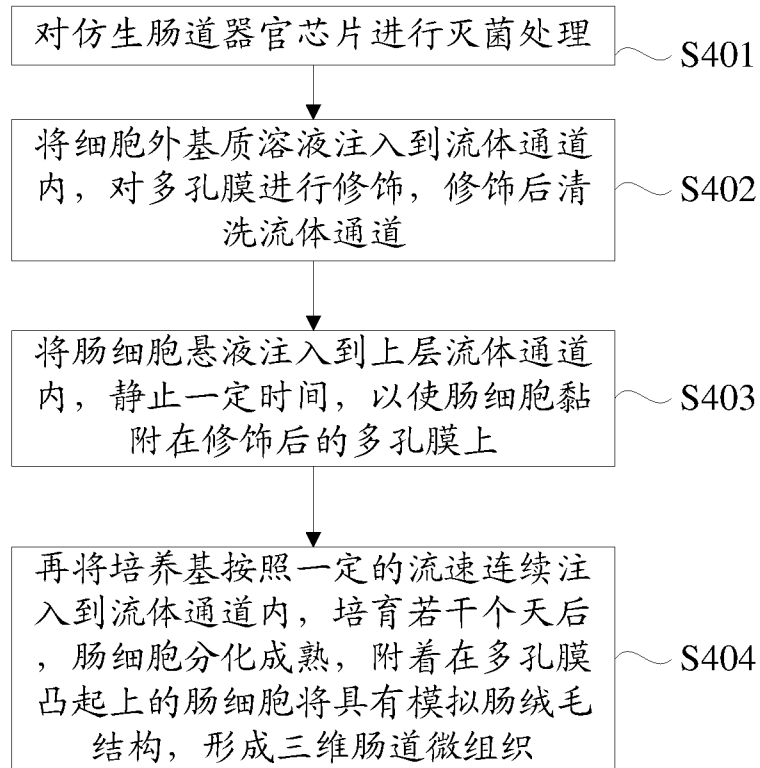 对仿生肠道器官芯片进行灭菌处理
S401
将细胞外基质溶液注入到流体通道
内，对多孔膜进行修饰，修饰后清
洗流体通道
S402
将肠细胞悬液注入到上层流体通道
内，静止一定时间，以使肠细胞黏
附在修饰后的多孔膜上
S403
再将培养基按照一定的流速连续注
入到流体通道内，培育若干个天后
，肠细胞分化成熟，附着在多孔膜
凸起上的肠细胞将具有模拟肠绒毛
结构，形成三维肠道微组织
S404